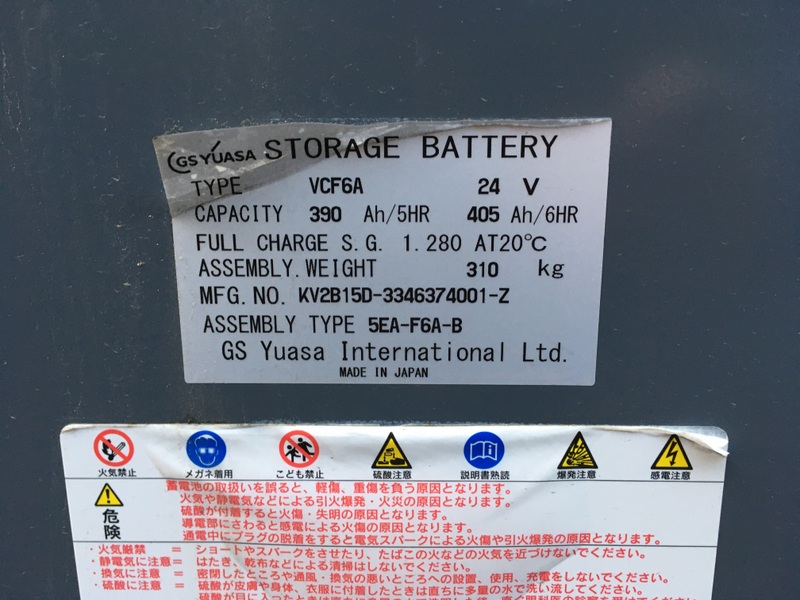 GS YUASA STORAGE BATTERY
TYPE VCF6A 24 V
CAPACITY 390 Ah/5HR 405 Ah/6HR
FULL CHARGE S.G. 1.280 AT20℃
ASSEMBLY.WEIGHT 310 kg
MFG.NO. KV2B15D-3346374001-Z
ASSEMBLY TYPE 5EA-F6A-B
GS Yuasa International Ltd.
MADE IN JAPAN
火気禁止 メガネ着用 こども禁止 硫酸注意 説明書熟読 爆発注意 感電注意
危険
蓄電池の取扱いを誤ると、軽傷、重傷を負う原因となります。
火気や静電気などによる引火爆発・火災の原因となります。
硫酸が付着すると火傷・失明の原因となります。
導電部にさわると感電による火傷の原因となります。
通電中にプラグの脱着をすると電気スパークによる火傷や引火爆発の原因となります。
・火気厳禁 = ショートやスパークをさせたり、たばこの火などの火気を近づけないでください。
・静電気に注意 = はたき、乾布などによる清掃はしないでください。
・換気に注意 = 密閉したところや通風・換気の悪いところへの設置、使用、充電をしないでください。
・硫酸に注意 = 硫酸が皮膚や身体、衣服に付着したときは直ちに多量の水で洗い流してください。